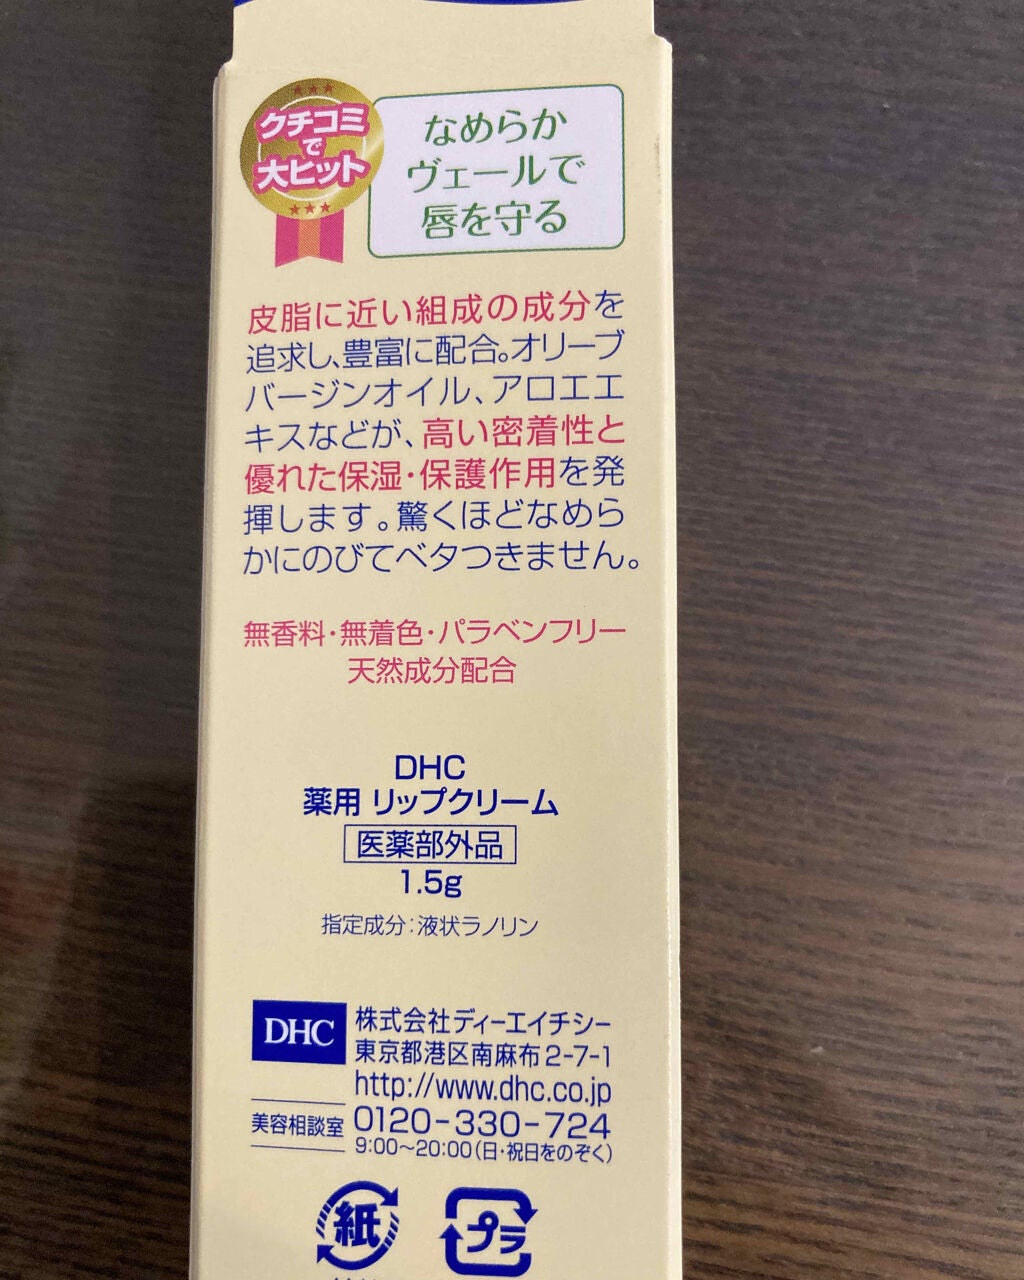 クチコミ
で
大ヒット
なめらか
ヴェールで
唇を守る
皮脂に近い組成の成分を
追求し、豊富に配合。オリーブ
バージンオイル、アロエエ
キスなどが、高い密着性と
優れた保湿・保護作用を発
揮します。驚くほどなめら
かにのびてベタつきません。
無香料・無着色・パラベンフリー
天然成分配合
DHC
薬用 リップクリーム
医薬部外品
1.5g
指定成分：液状ラノリン
DHC
株式会社ディーエイチシー
東京都港区南麻布2-7-1
http://www.dhc.co.jp
美容相談室 0120-330-724
9:00〜20:00(日・祝日をのぞく)
紙
プラ